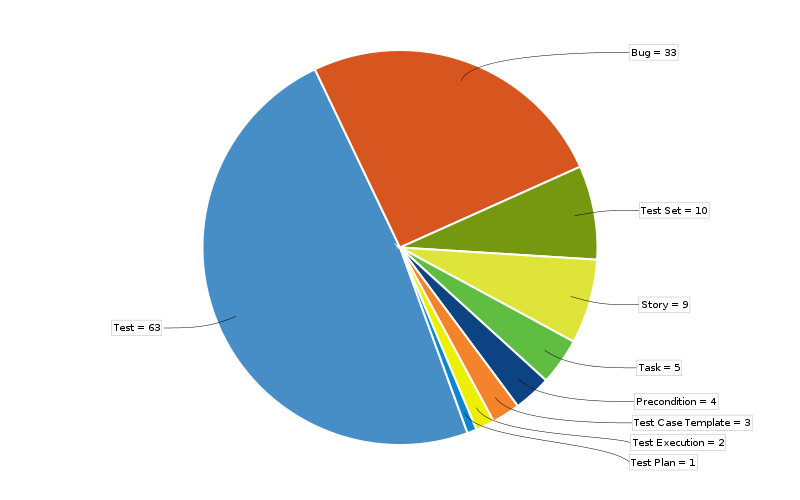 Bug = 33
Test Set = 10
Story = 9
Test = 63
Task = 5
Precondition = 4
Test Case Template = 3
Test Execution = 2
Test Plan = 1